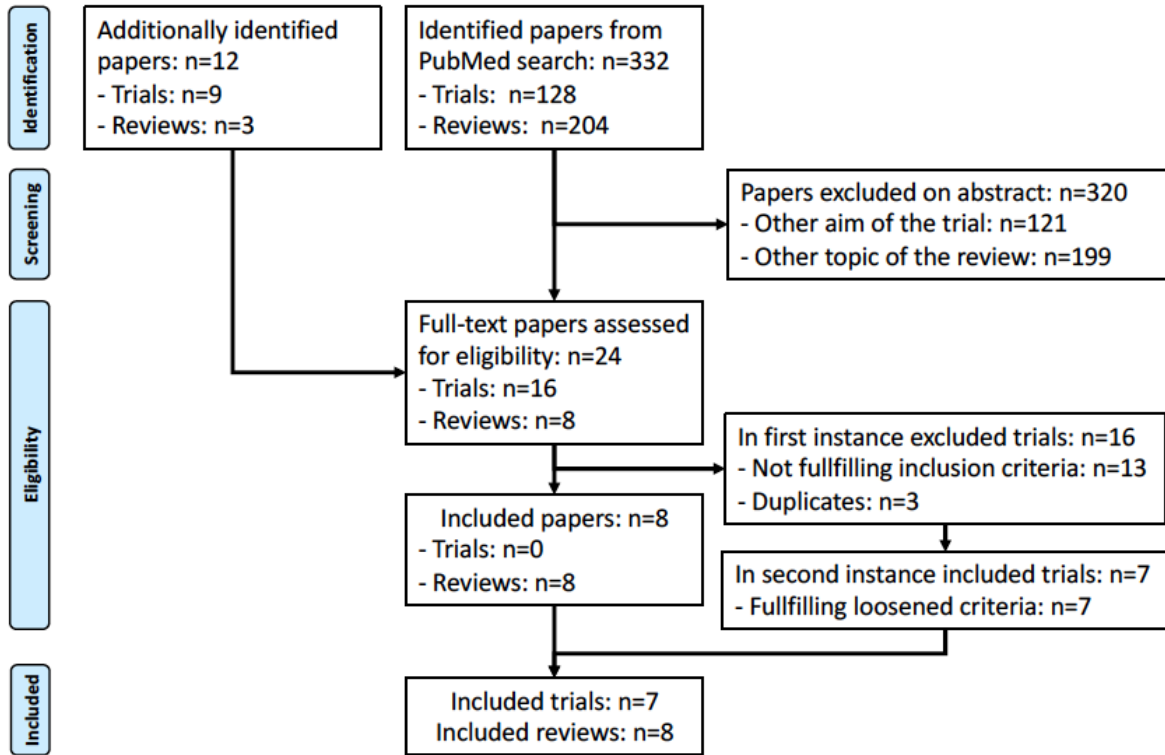 Identification
Additionally identified
papers: n=12
- Trials: n=9
- Reviews: n=3
Identified papers from
PubMed search: n=332
- Trials: n=128
- Reviews: n=204
Screening
Papers excluded on abstract: n=320
- Other aim of the trial: n=121
- Other topic of the review: n=199
Eligibility
Full-text papers assessed
for eligibility: n=24
- Trials: n=16
- Reviews: n=8
In first instance excluded trials: n=16
- Not fullfilling inclusion criteria: n=13
- Duplicates: n=3
Included papers: n=8
- Trials: n=0
- Reviews: n=8
In second instance included trials: n=7
- Fullfilling loosened criteria: n=7
Included
Included trials: n=7
Included reviews: n=8